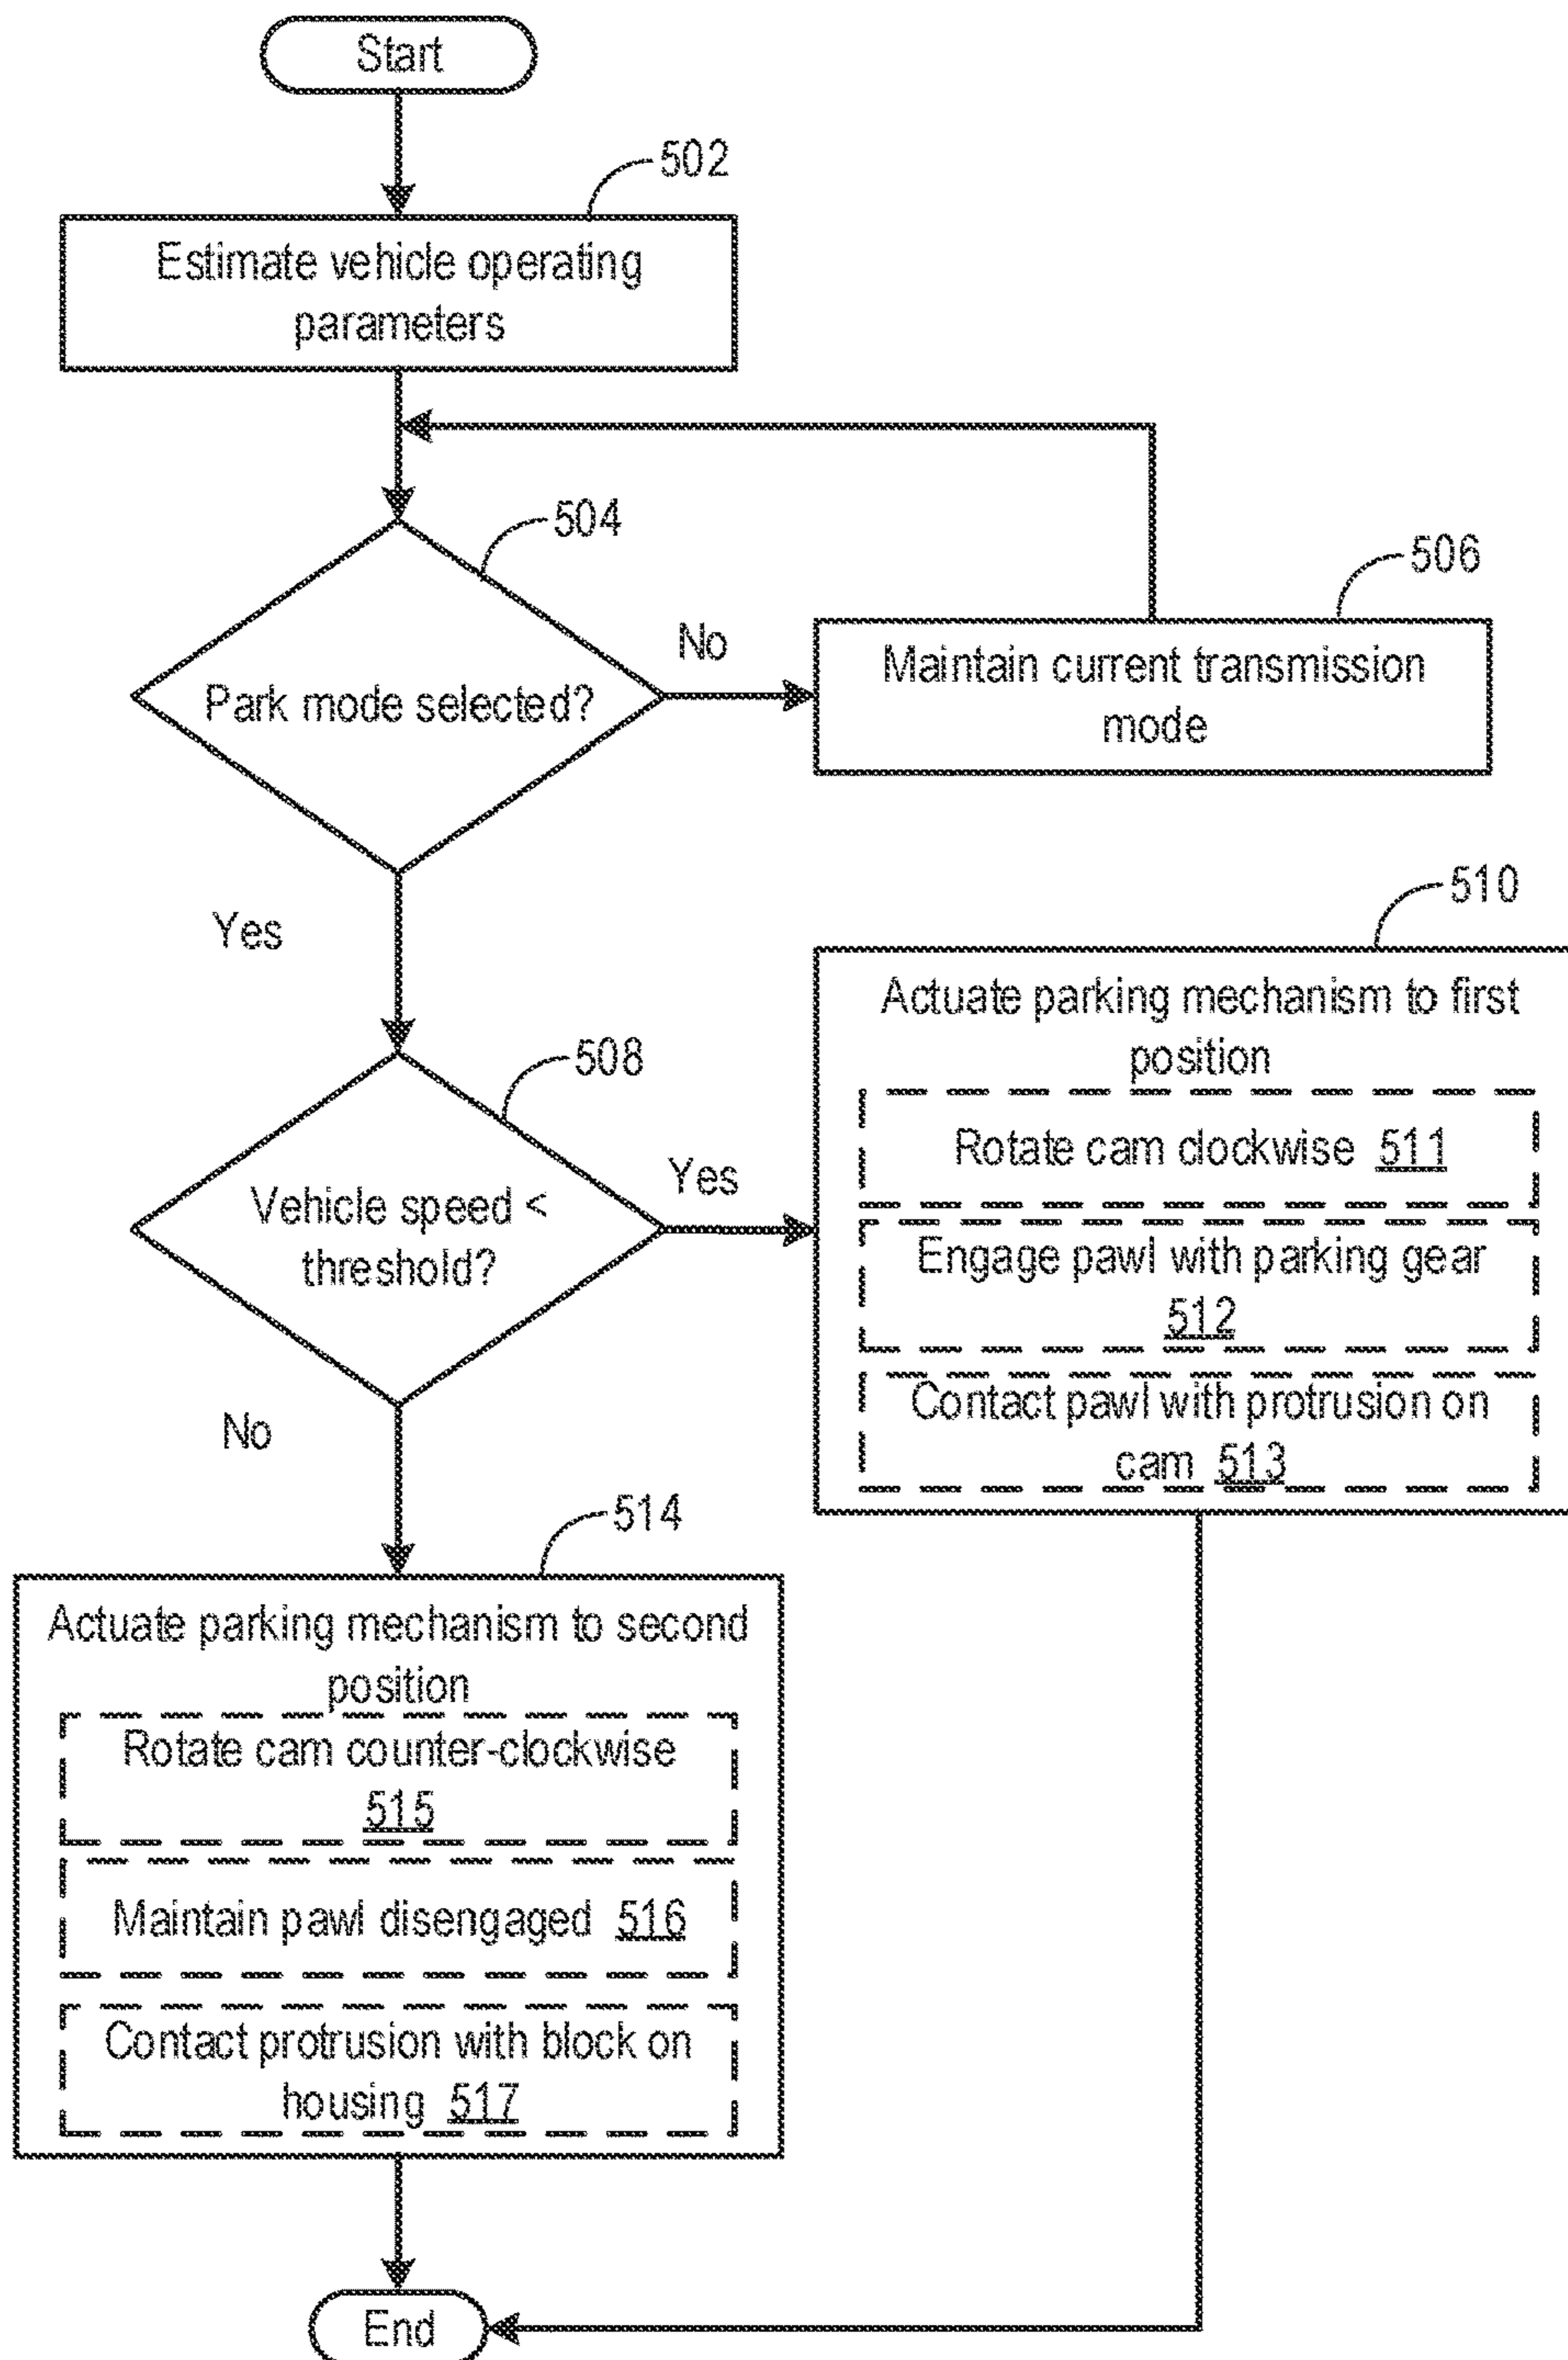 Start
502
Estimate vehicle operating
parameters
504
Park mode selected?
No
506
Maintain current transmission
mode
Yes
508
Vehicle speed <
threshold?
Yes
510
Actuate parking mechanism to first
position
Rotate cam clockwise 511
Engage pawl with parking gear
512
Contact pawl with protrusion on
cam 513
No
514
Actuate parking mechanism to second
position
Rotate cam counter-clockwise
515
Maintain pawl disengaged 516
Contact protrusion with block on
housing 517
End